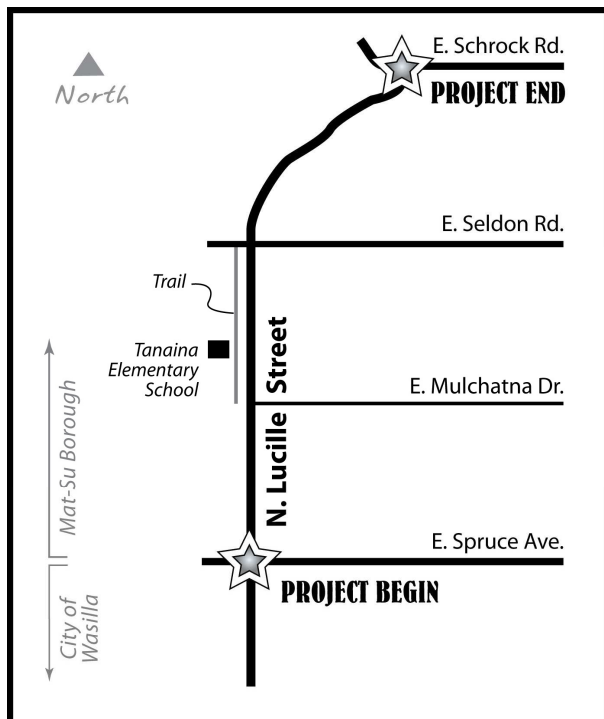 E. Schrock Rd.
North
PROJECT END
E. Seldon Rd.
Trail
Tanaina
Elementary
School
N. Lucille Street
E. Mulchatna Dr.
Mat-Su Borough
E. Spruce Ave.
PROJECT BEGIN
City of
Wasilla